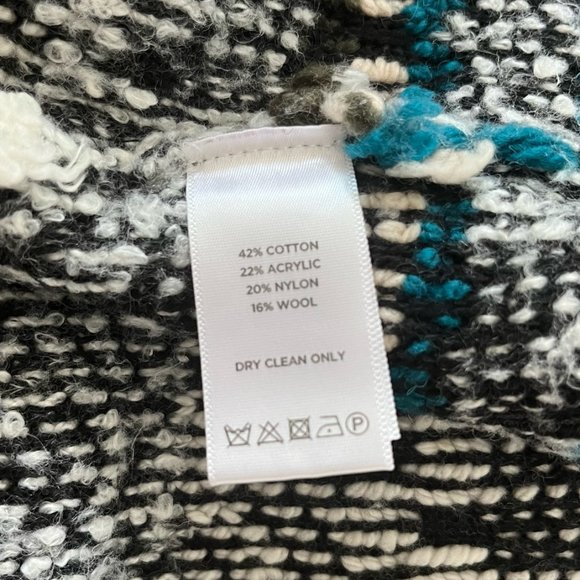 42% COTTON
22% ACRYLIC
20% NYLON
16% WOOL
DRY CLEAN ONLY
P